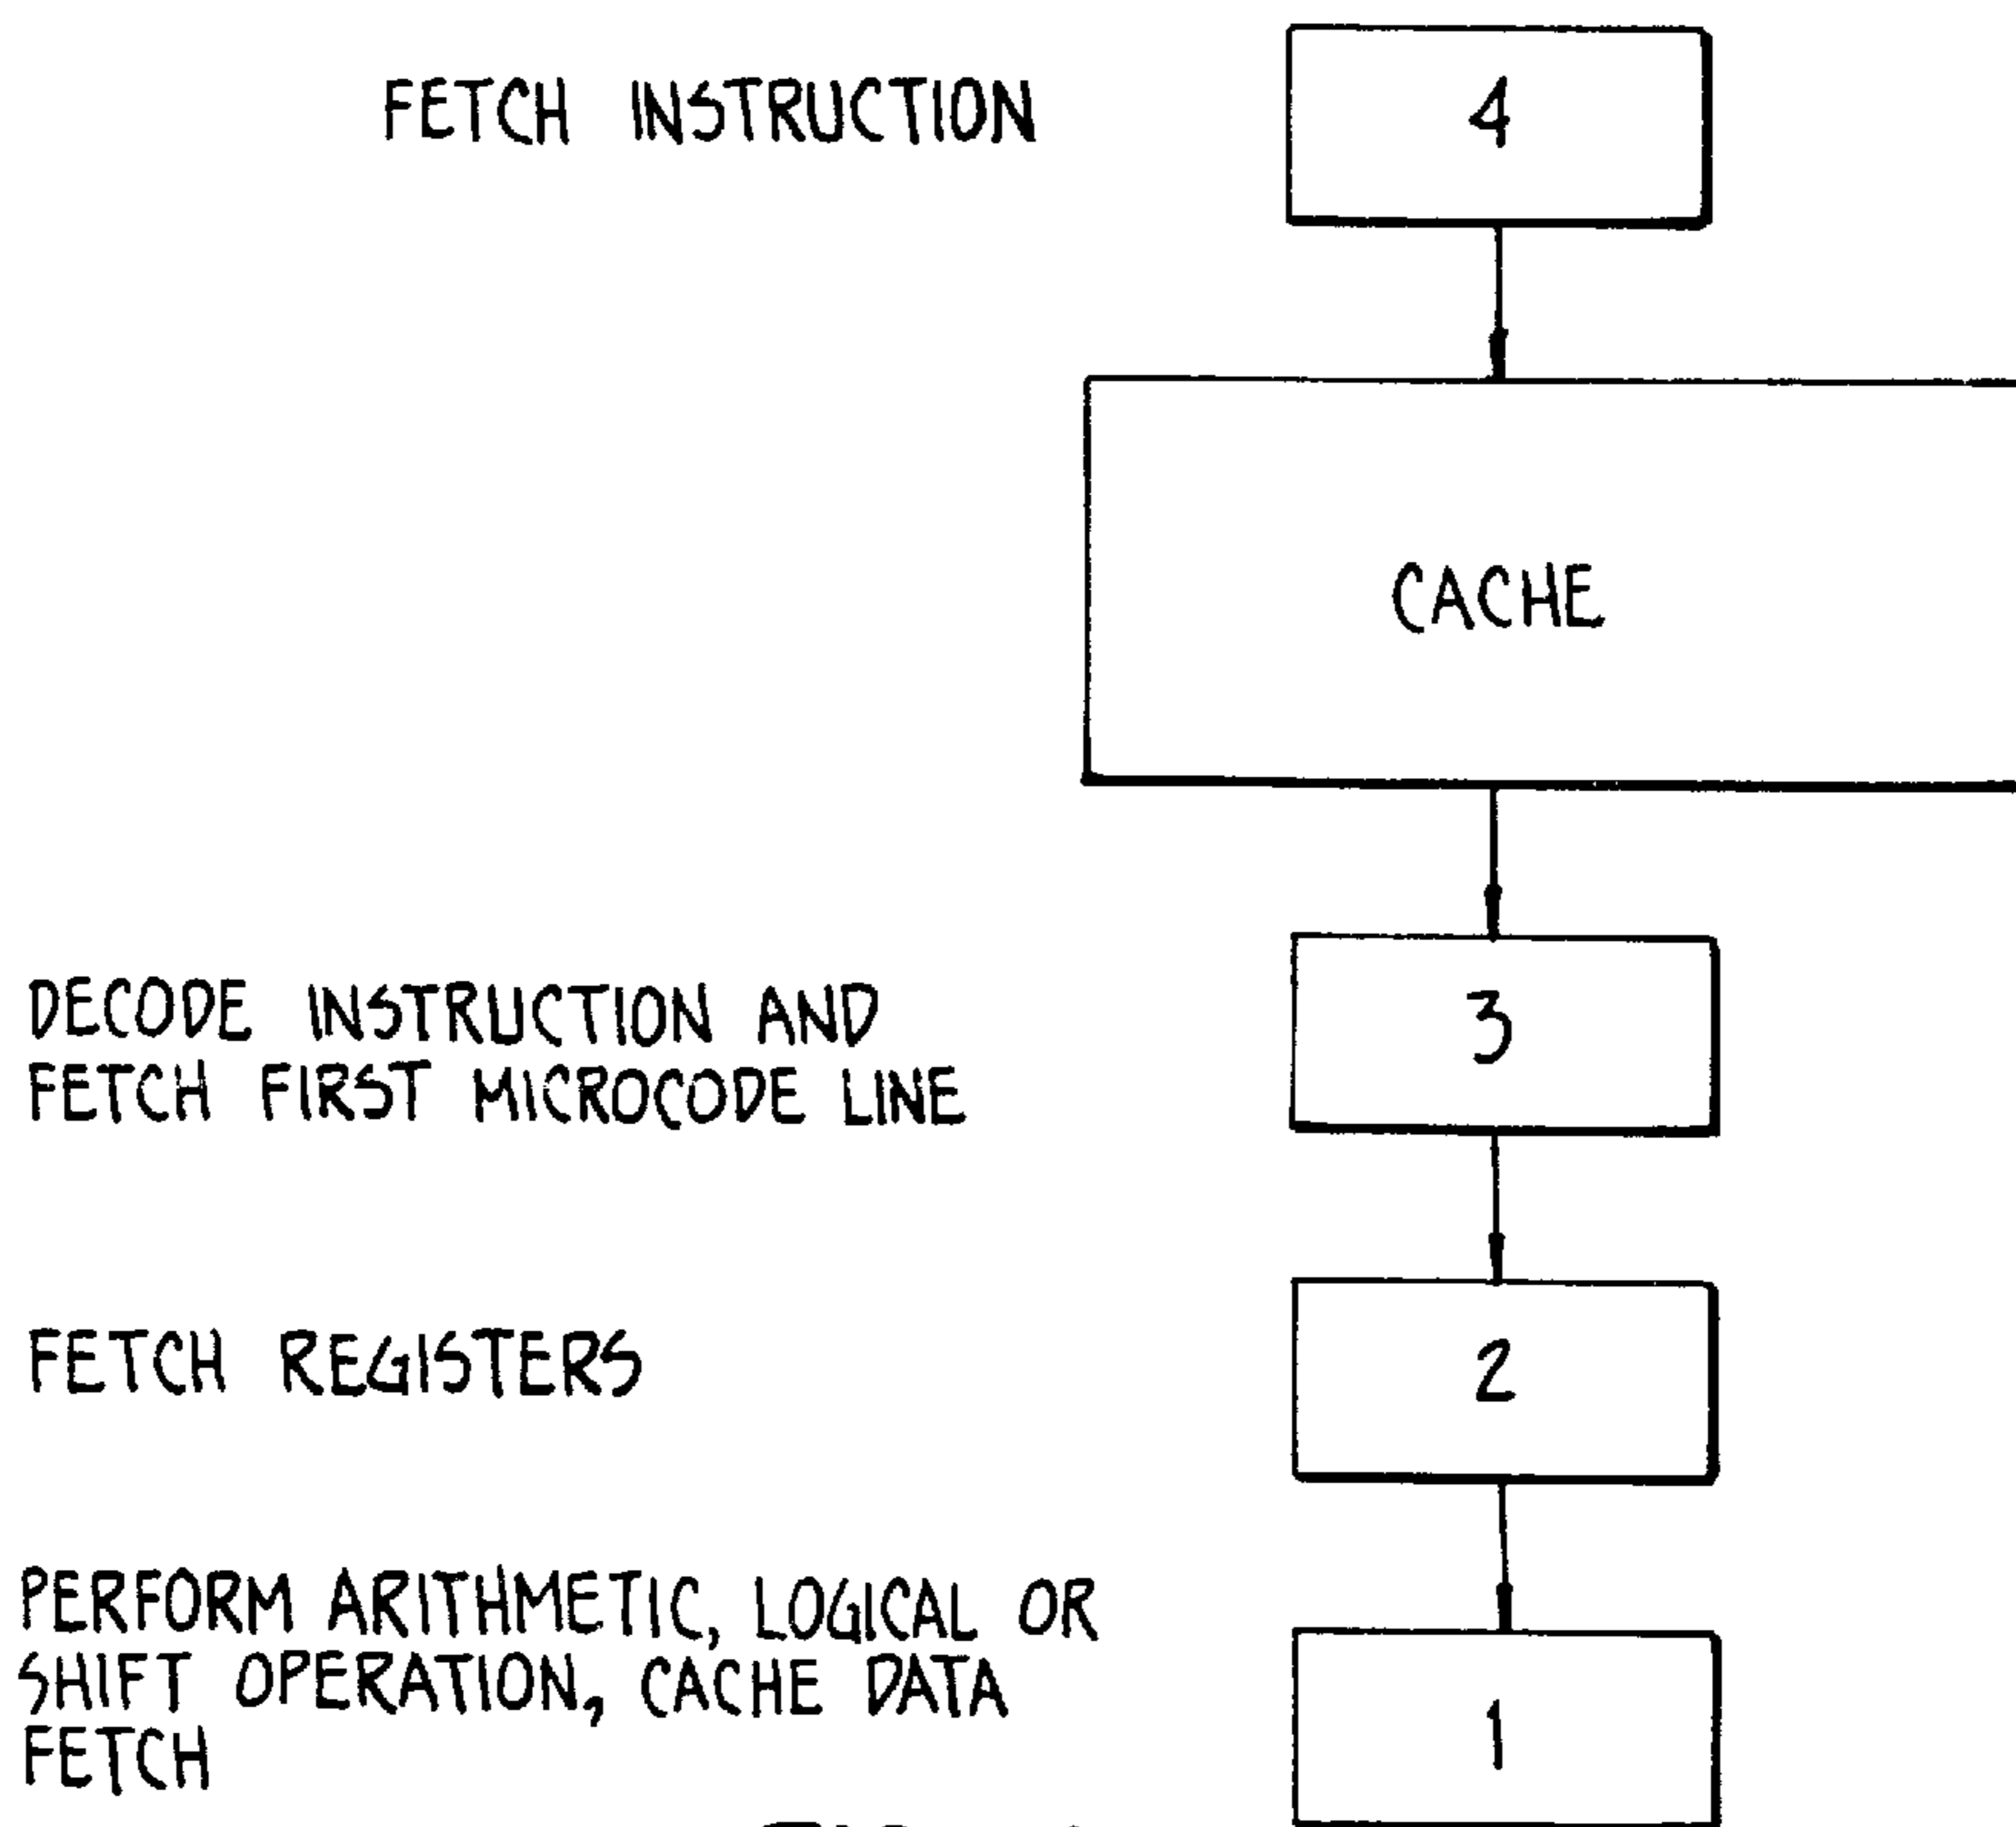 FETCH INSTRUCTION
4
CACHE
DECODE INSTRUCTION AND
FETCH FIRST MICROCODE LINE
3
FETCH REGISTERS
2
PERFORM ARITHMETIC, LOGICAL OR
SHIFT OPERATION, CACHE DATA
FETCH
1